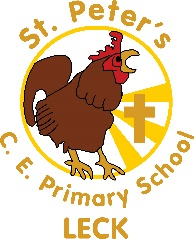 St. Peter's
C. E. Primary School
LECK